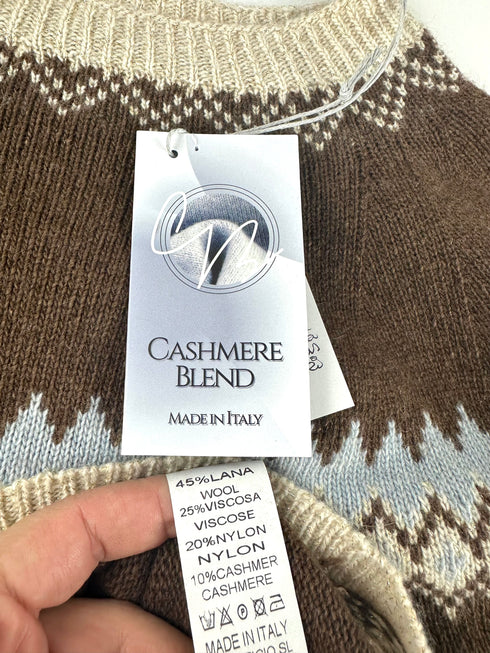 CASHMERE
BLEND
MADE IN ITALY
45%LANA
WOOL
25%VISCOSA
VISCOSE
20%NYLON
NYLON
10%CASHMER
CASHMERE
MADE IN ITALY